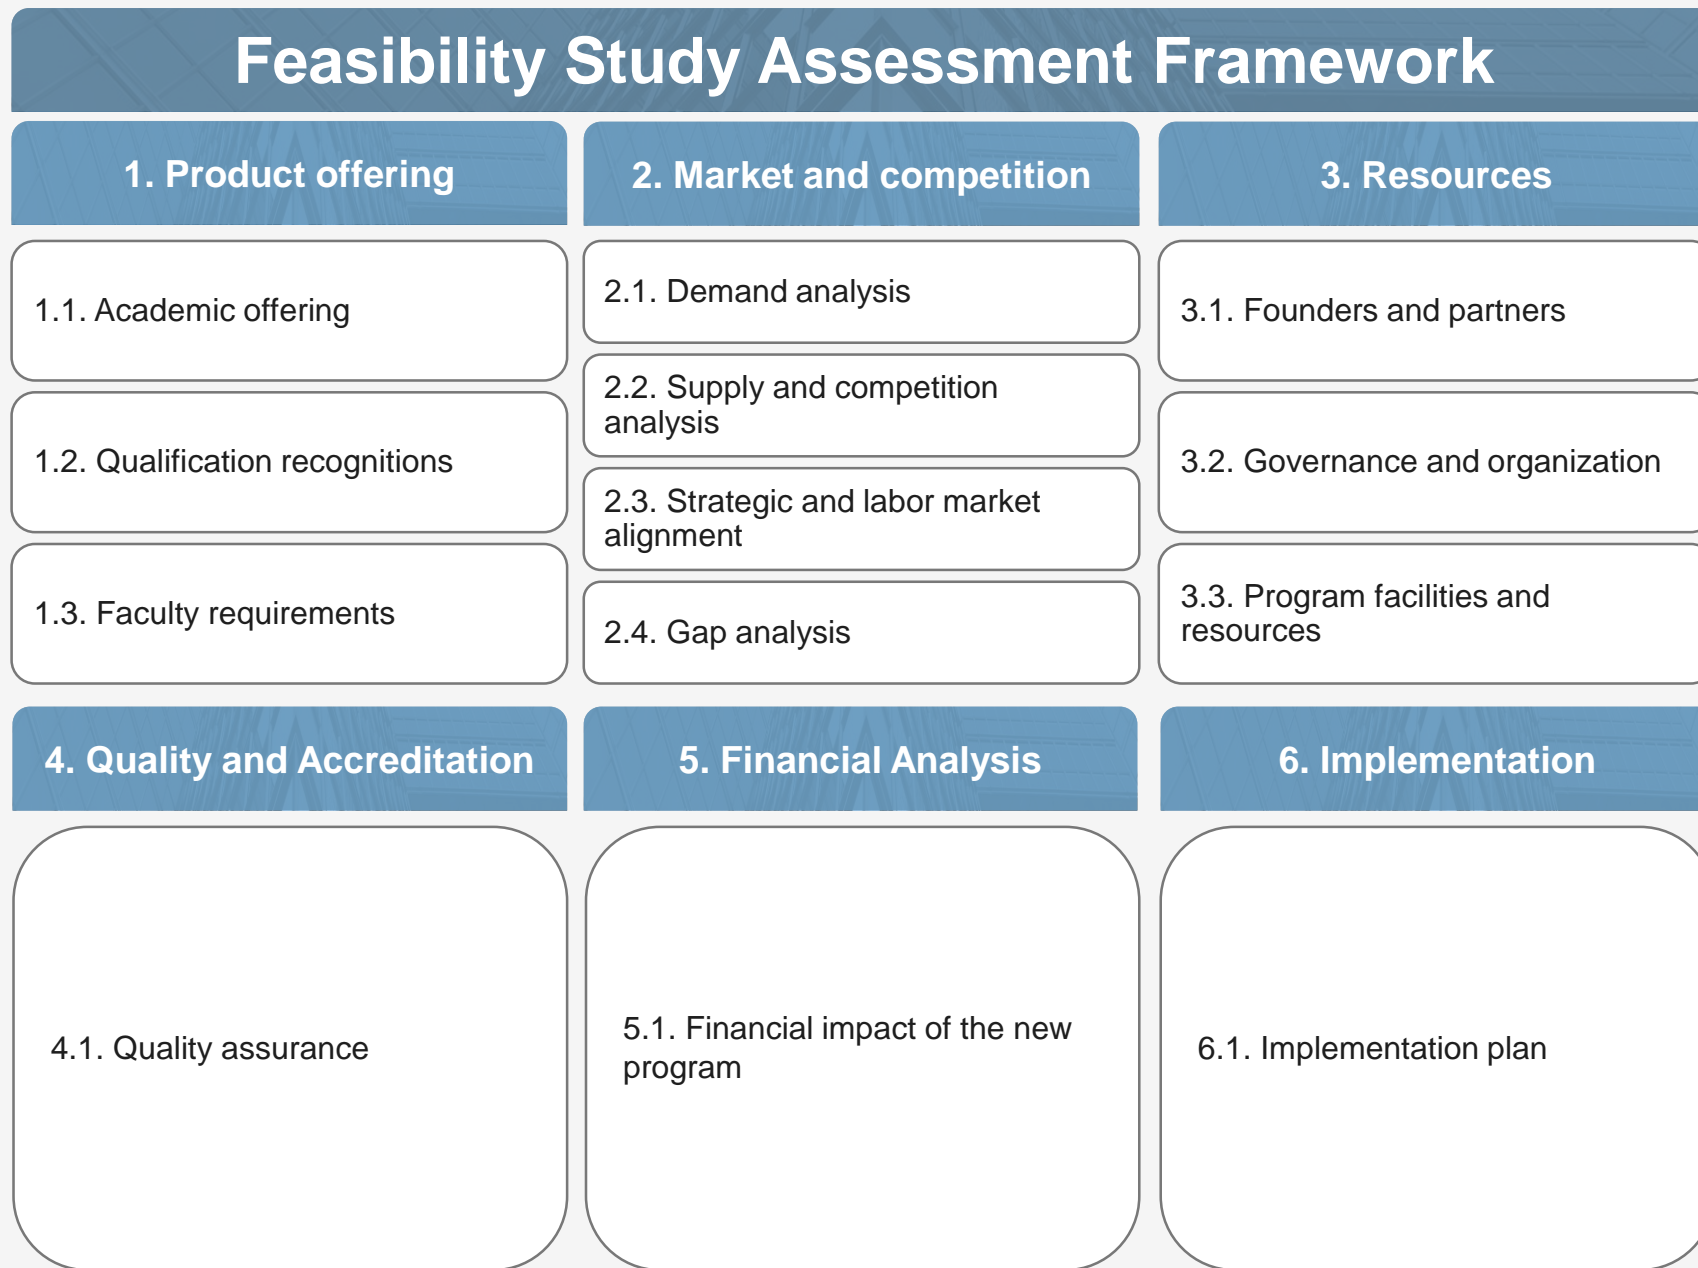 Feasibility Study Assessment Framework
1. Product offering
1.1. Academic offering
1.2. Qualification recognitions
1.3. Faculty requirements
2. Market and competition
2.1. Demand analysis
2.2. Supply and competition
analysis
2.3. Strategic and labor market
alignment
2.4. Gap analysis
3. Resources
3.1. Founders and partners
3.2. Governance and organization
3.3. Program facilities and
resources
4. Quality and Accreditation
4.1. Quality assurance
5. Financial Analysis
5.1. Financial impact of the new
program
6. Implementation
6.1. Implementation plan